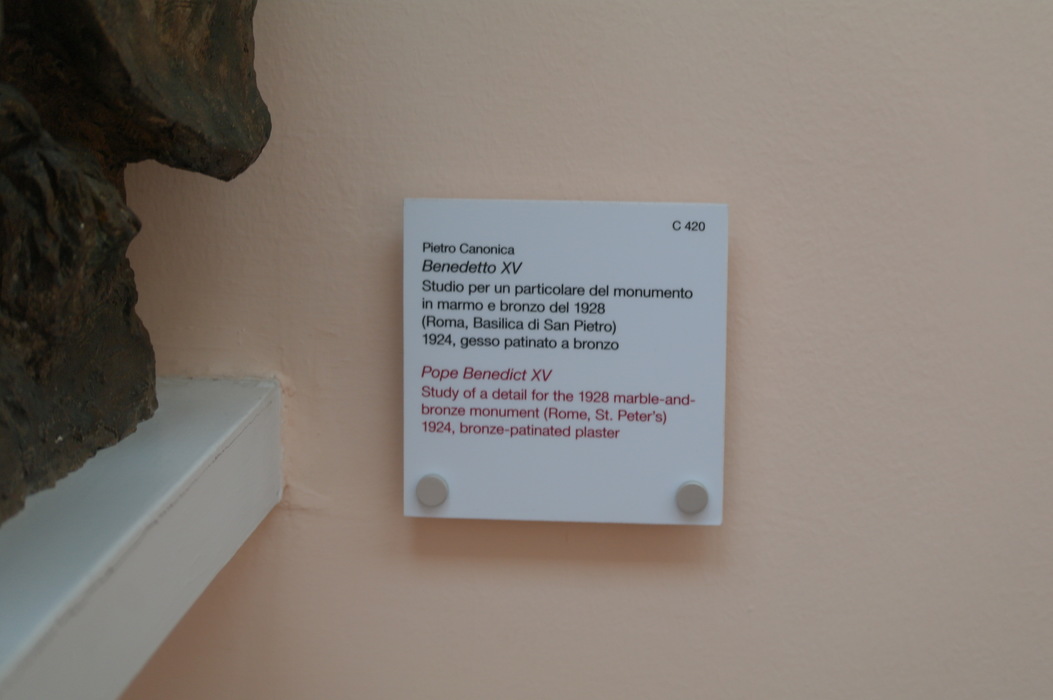 C 420
Pietro Canonica
Benedetto XV
Studio per un particolare del monumento
in marmo e bronzo del 1928
(Roma, Basilica di San Pietro)
1924, gesso patinato a bronzo
Pope Benedict XV
Study of a detail for the 1928 marble-and-
bronze monument (Rome, St. Peter's)
1924, bronze-patinated plaster